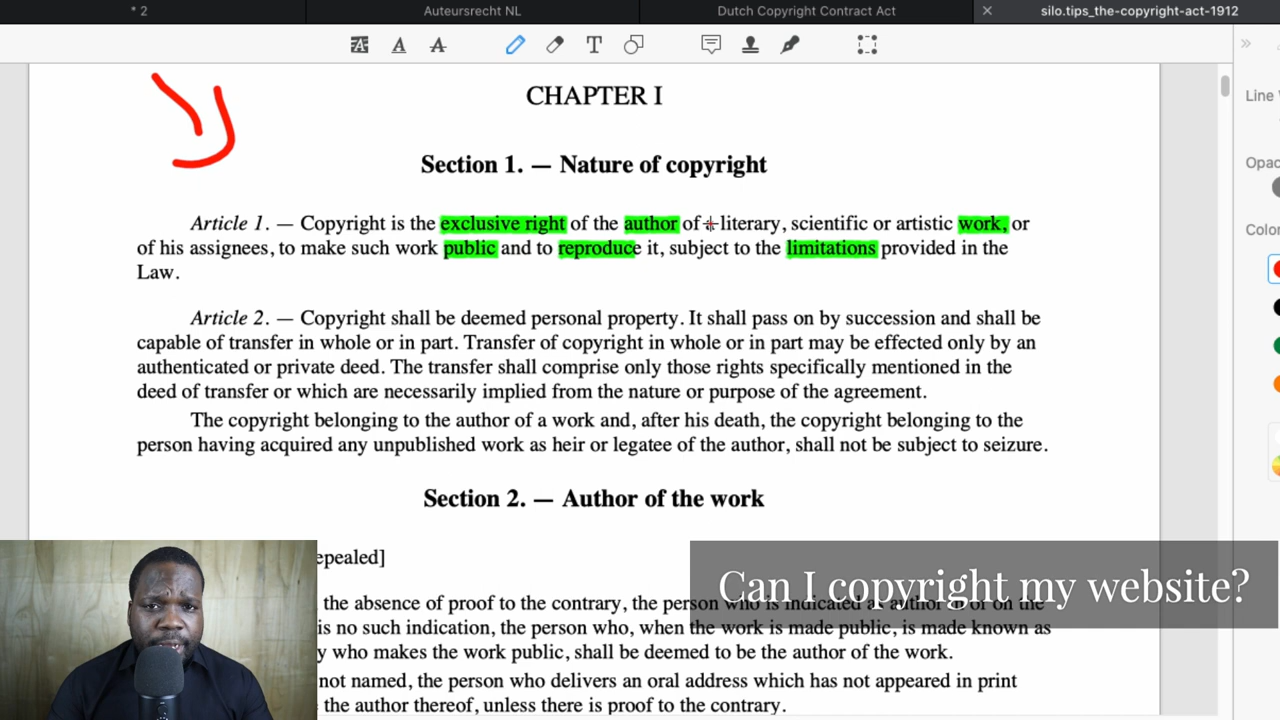 * 2
Auteursrecht NL
Dutch Copyright Contract Act
silo.tips_the-copyright-act-1912
CHAPTER I
Section 1. — Nature of copyright
Article 1. — Copyright is the exclusive right of the author of literary, scientific or artistic work, or
of his assignees, to make such work public and to reproduce it, subject to the limitations provided in the
Law.
Article 2. — Copyright shall be deemed personal property. It shall pass on by succession and shall be
capable of transfer in whole or in part. Transfer of copyright in whole or in part may be effected only by an
authenticated or private deed. The transfer shall comprise only those rights specifically mentioned in the
deed of transfer or which are necessarily implied from the nature or purpose of the agreement.
The copyright belonging to the author of a work and, after his death, the copyright belonging to the
person having acquired any unpublished work as heir or legatee of the author, shall not be subject to seizure.
Section 2. — Author of the work
epealed]
the absence of proof to the contrary, the person who is indicated as author in or on the
is no such indication, the person who, when the work is made public, is made known as
y who makes the work public, shall be deemed to be the author of the work.
not named, the person who delivers an oral address which has not appeared in print
the author thereof, unless there is proof to the contrary.
Line
Opac
Color
Can I copyright my website?